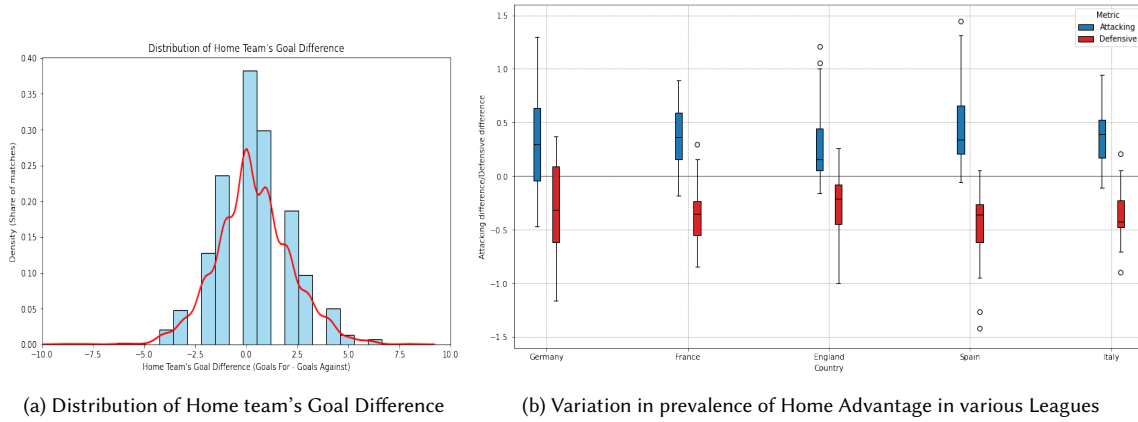 Distribution of Home Team's Goal Difference
0.40
0.35
0.30
0.25
0.20
0.15
0.10
0.05
0.00
Density (Share of matches)
−10.0 −7.5 −5.0 −2.5 0.0 2.5 5.0 7.5 10.0
Home Team's Goal Difference (Goals For - Goals Against)
(a) Distribution of Home team's Goal Difference
Metric
Attacking
Defensive
1.5
1.0
0.5
0.0
−0.5
−1.0
−1.5
Attacking difference/Defensive difference
Germany France England Spain Italy
Country
(b) Variation in prevalence of Home Advantage in various Leagues